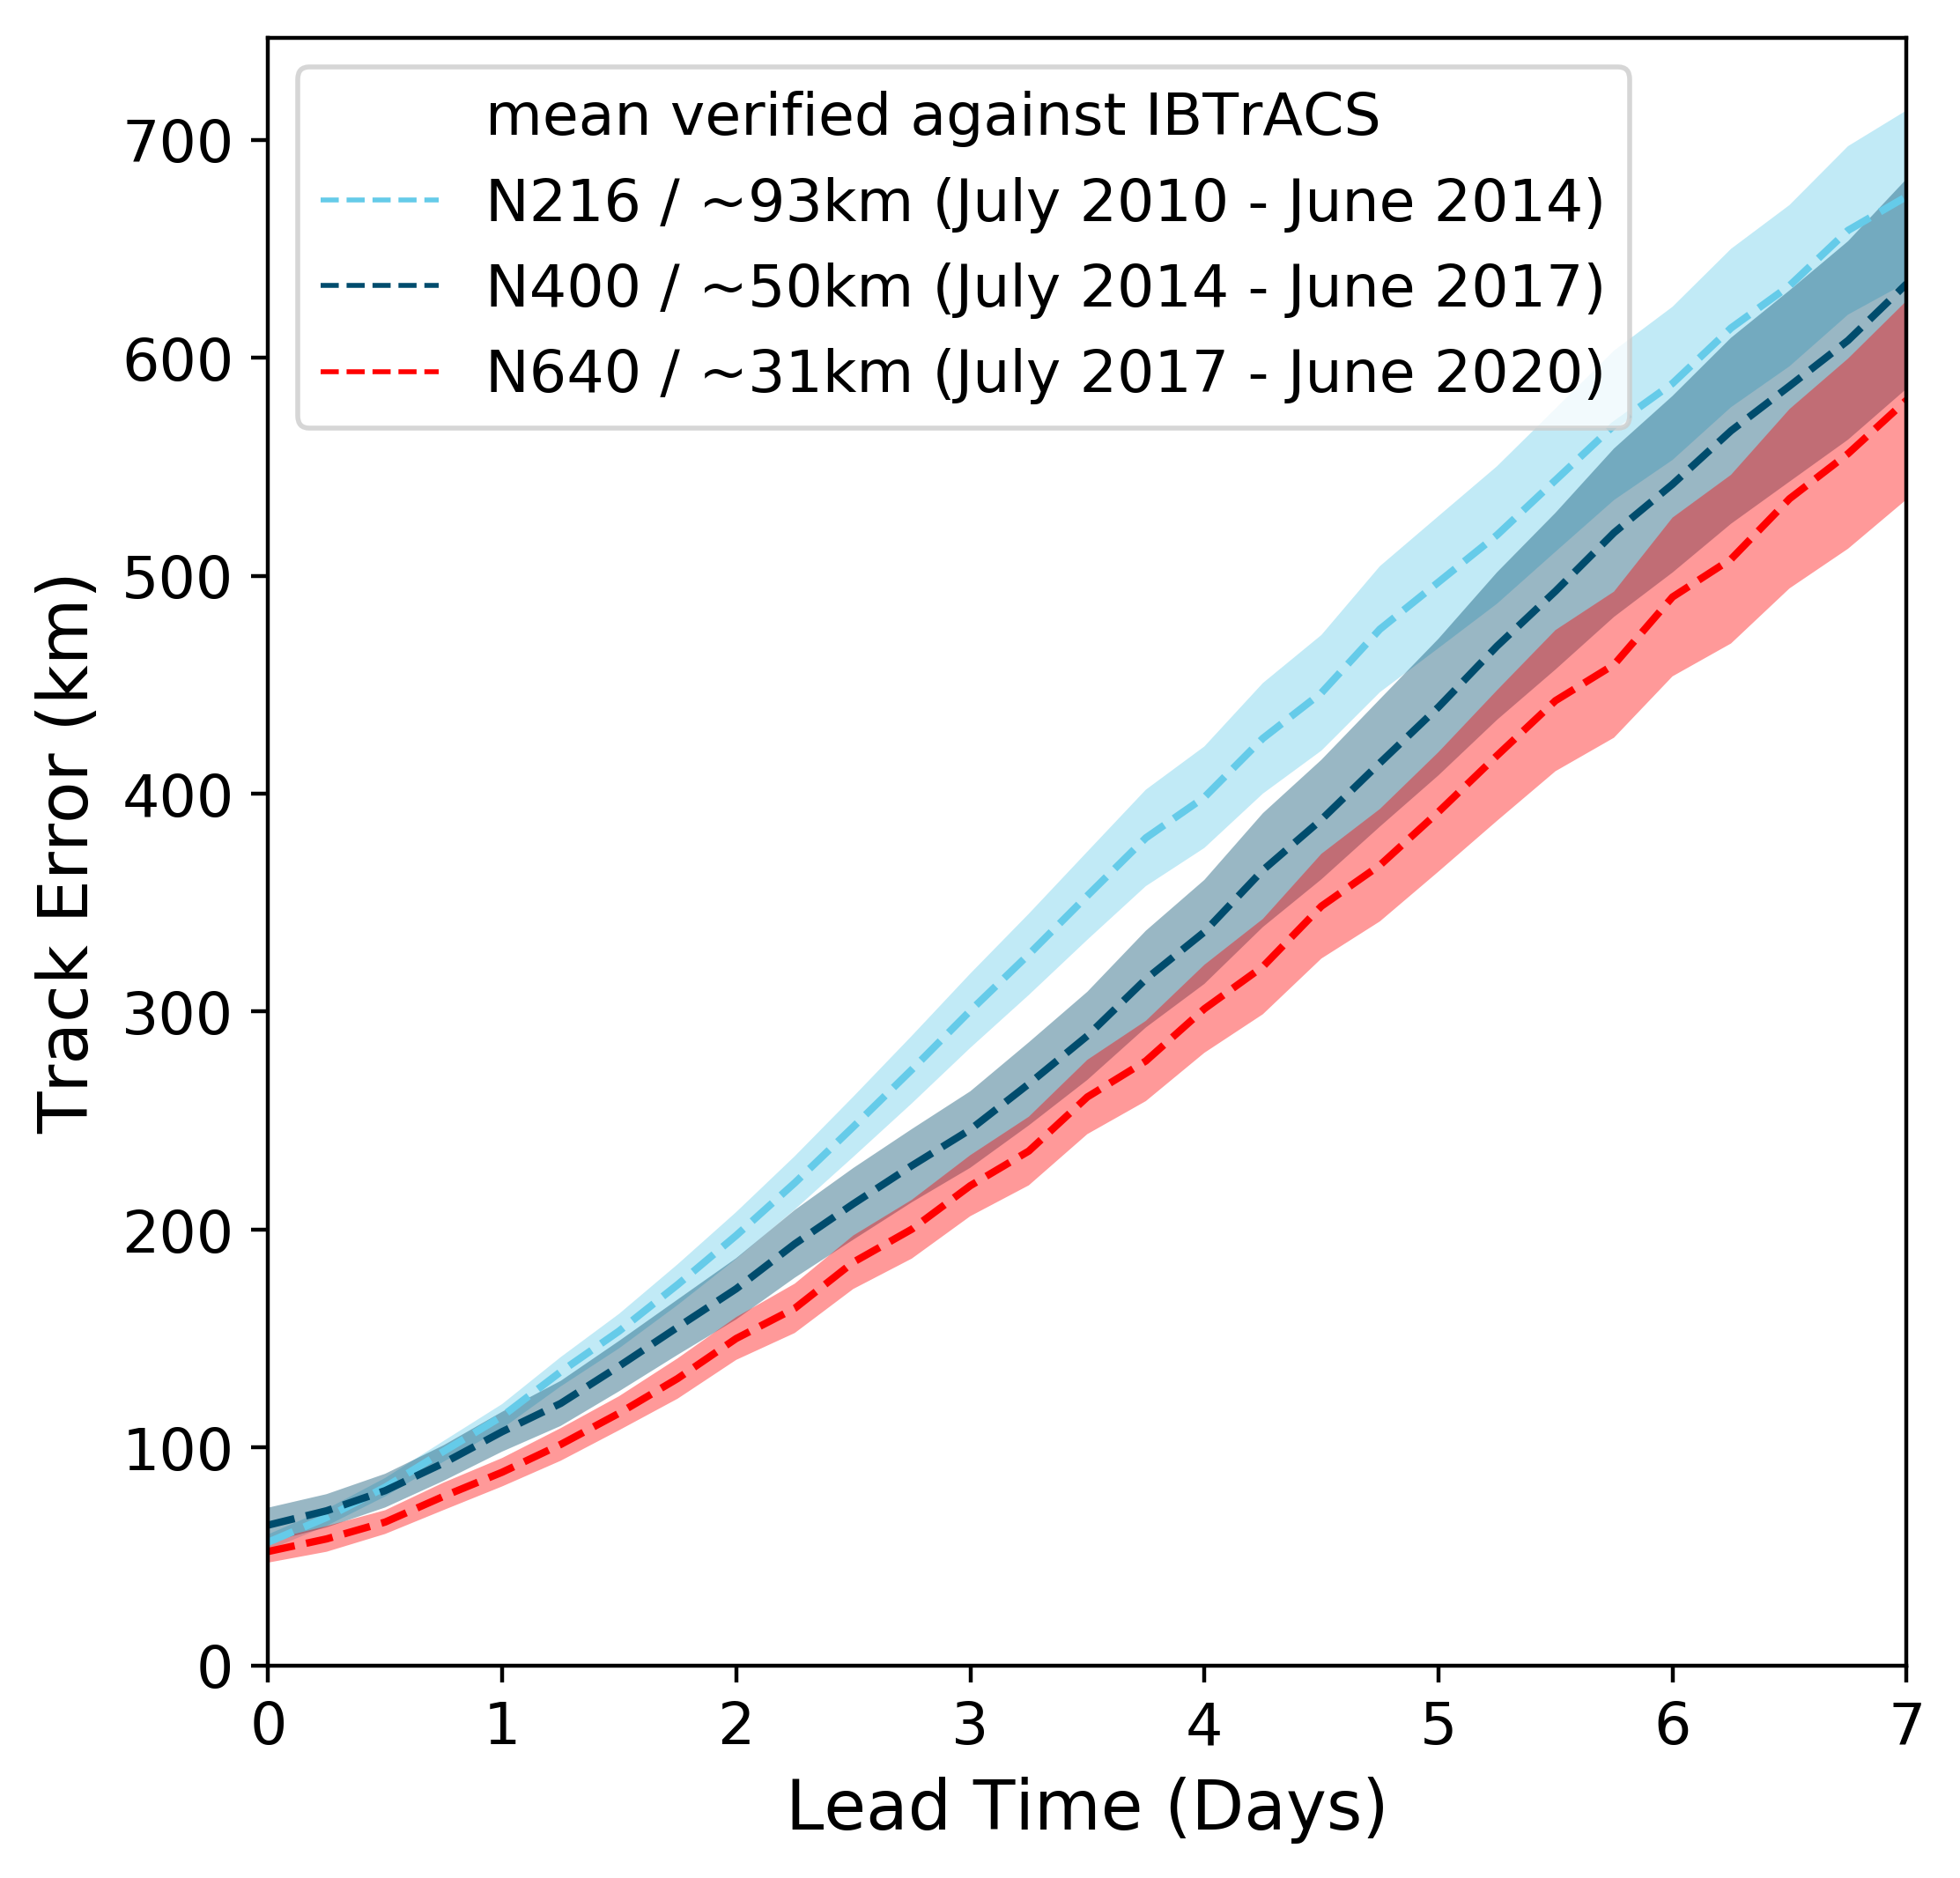 mean verified against IBTrACS
N216 / ~93km (July 2010 - June 2014)
N400 / ~50km (July 2014 - June 2017)
N640 / ~31km (July 2017 - June 2020)
Track Error (km)
700
600
500
400
300
200
100
0
0 1 2 3 4 5 6 7
Lead Time (Days)